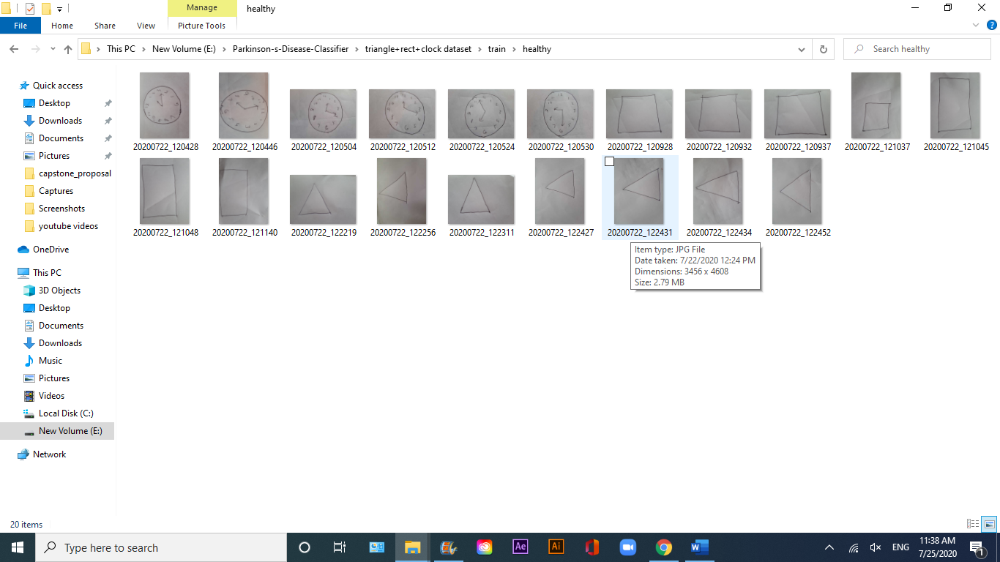 Manage
healthy
File
Home
Share
View
Picture Tools
This PC
New Volume (E:)
Parkinson-s-Disease-Classifier
triangle+rect+clock dataset
train
healthy
Search healthy
Quick access
Desktop
Downloads
Documents
Pictures
capstone_proposal
Captures
Screenshots
youtube videos
OneDrive
This PC
3D Objects
Desktop
Documents
Downloads
Music
Pictures
Videos
Local Disk (C:)
New Volume (E:)
Network
20200722_120428
20200722_120446
20200722_120504
20200722_120512
20200722_120524
20200722_120530
20200722_120928
20200722_120932
20200722_120937
20200722_121037
20200722_121045
20200722_121048
20200722_121140
20200722_122219
20200722_122256
20200722_122311
20200722_122427
20200722_122431
20200722_122434
20200722_122452
Item type: JPG File
Date taken: 7/22/2020 12:24 PM
Dimensions: 3456 x 4608
Size: 2.79 MB
20 items
Type here to search
Ae
Ai
ENG
11:38 AM
7/25/2020
1